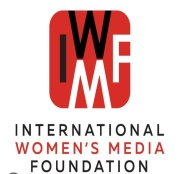 IWMF
INTERNATIONAL
WOMEN'S MEDIA
FOUNDATION